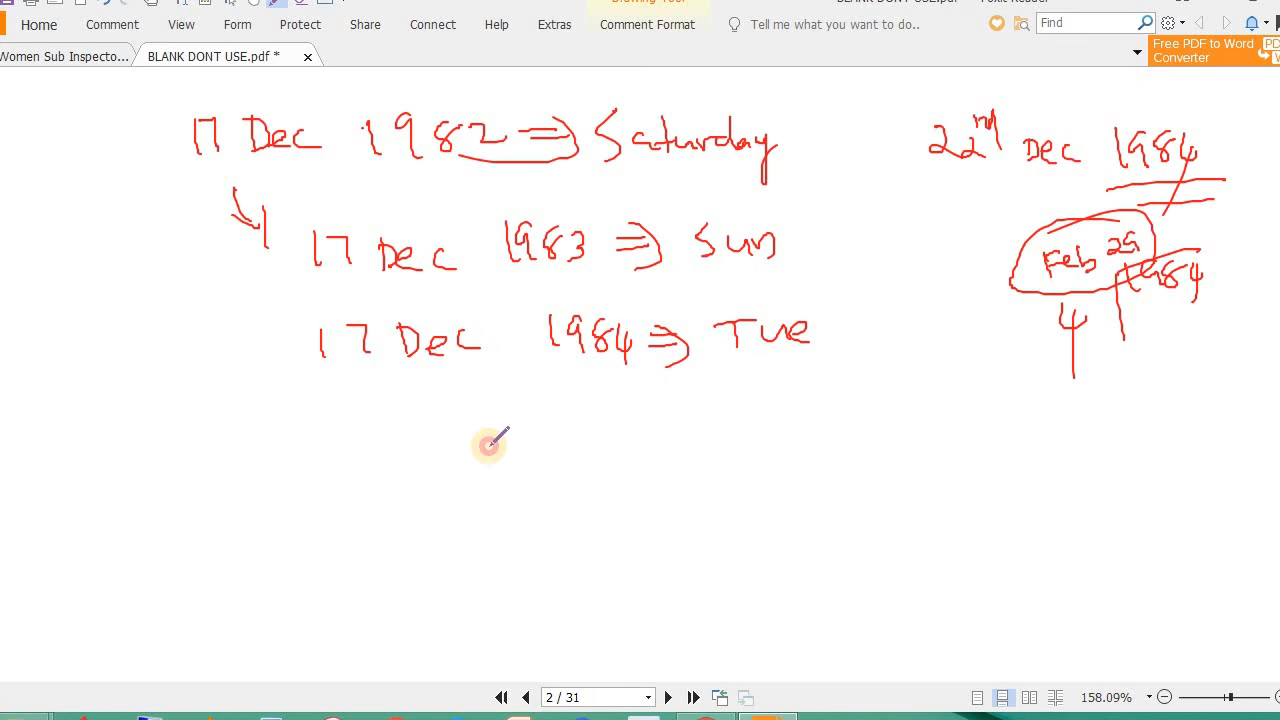 Home Comment View Form Protect Share Connect Help Extras Comment Format Tell me what you want to do.. Find
Free PDF to Word
Converter
Women Sub Inspecto... BLANK DONT USE.pdf *
17 Dec 1982 ⇒ Saturday
22nd Dec 1984
17 Dec 1983 ⇒ Sun
Feb 29
1984
4
17 Dec 1984 ⇒ Tue
2 / 31
158.09%